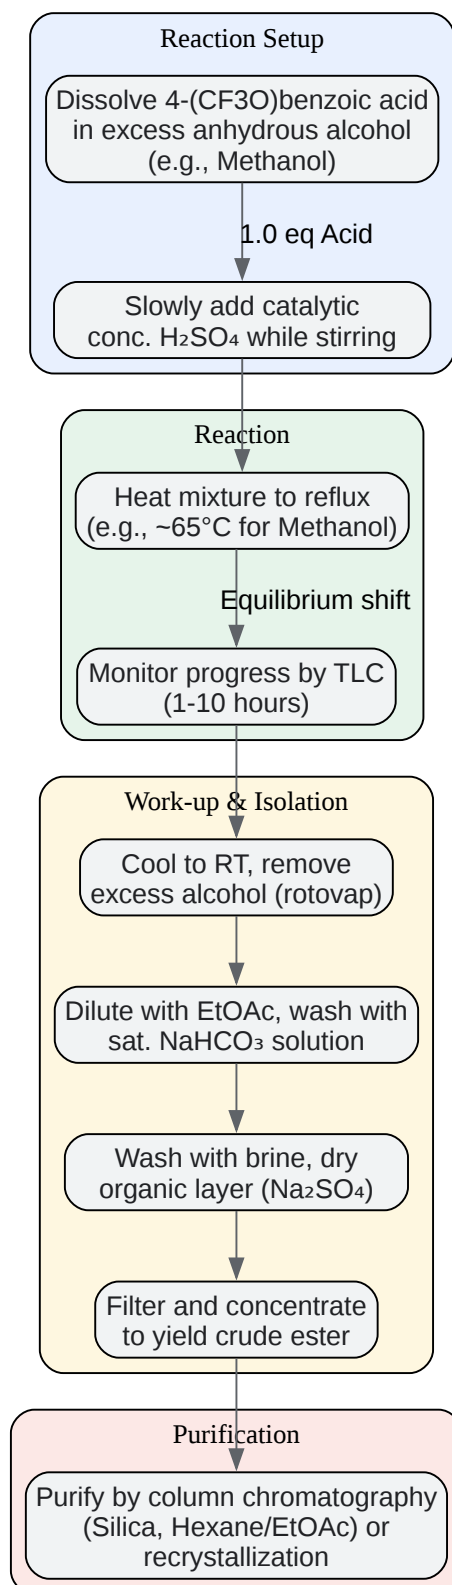 Reaction Setup
Dissolve 4-(CF3O)benzoic acid
in excess anhydrous alcohol
(e.g., Methanol)
1.0 eq Acid
Slowly add catalytic
conc. H₂SO₄ while stirring
Reaction
Heat mixture to reflux
(e.g., ~65°C for Methanol)
Equilibrium shift
Monitor progress by TLC
(1-10 hours)
Work-up & Isolation
Cool to RT, remove
excess alcohol (rotovap)
Dilute with EtOAc, wash with
sat. NaHCO₃ solution
Wash with brine, dry
organic layer (Na₂SO₄)
Filter and concentrate
to yield crude ester
Purification
Purify by column chromatography
(Silica, Hexane/EtOAc) or
recrystallization